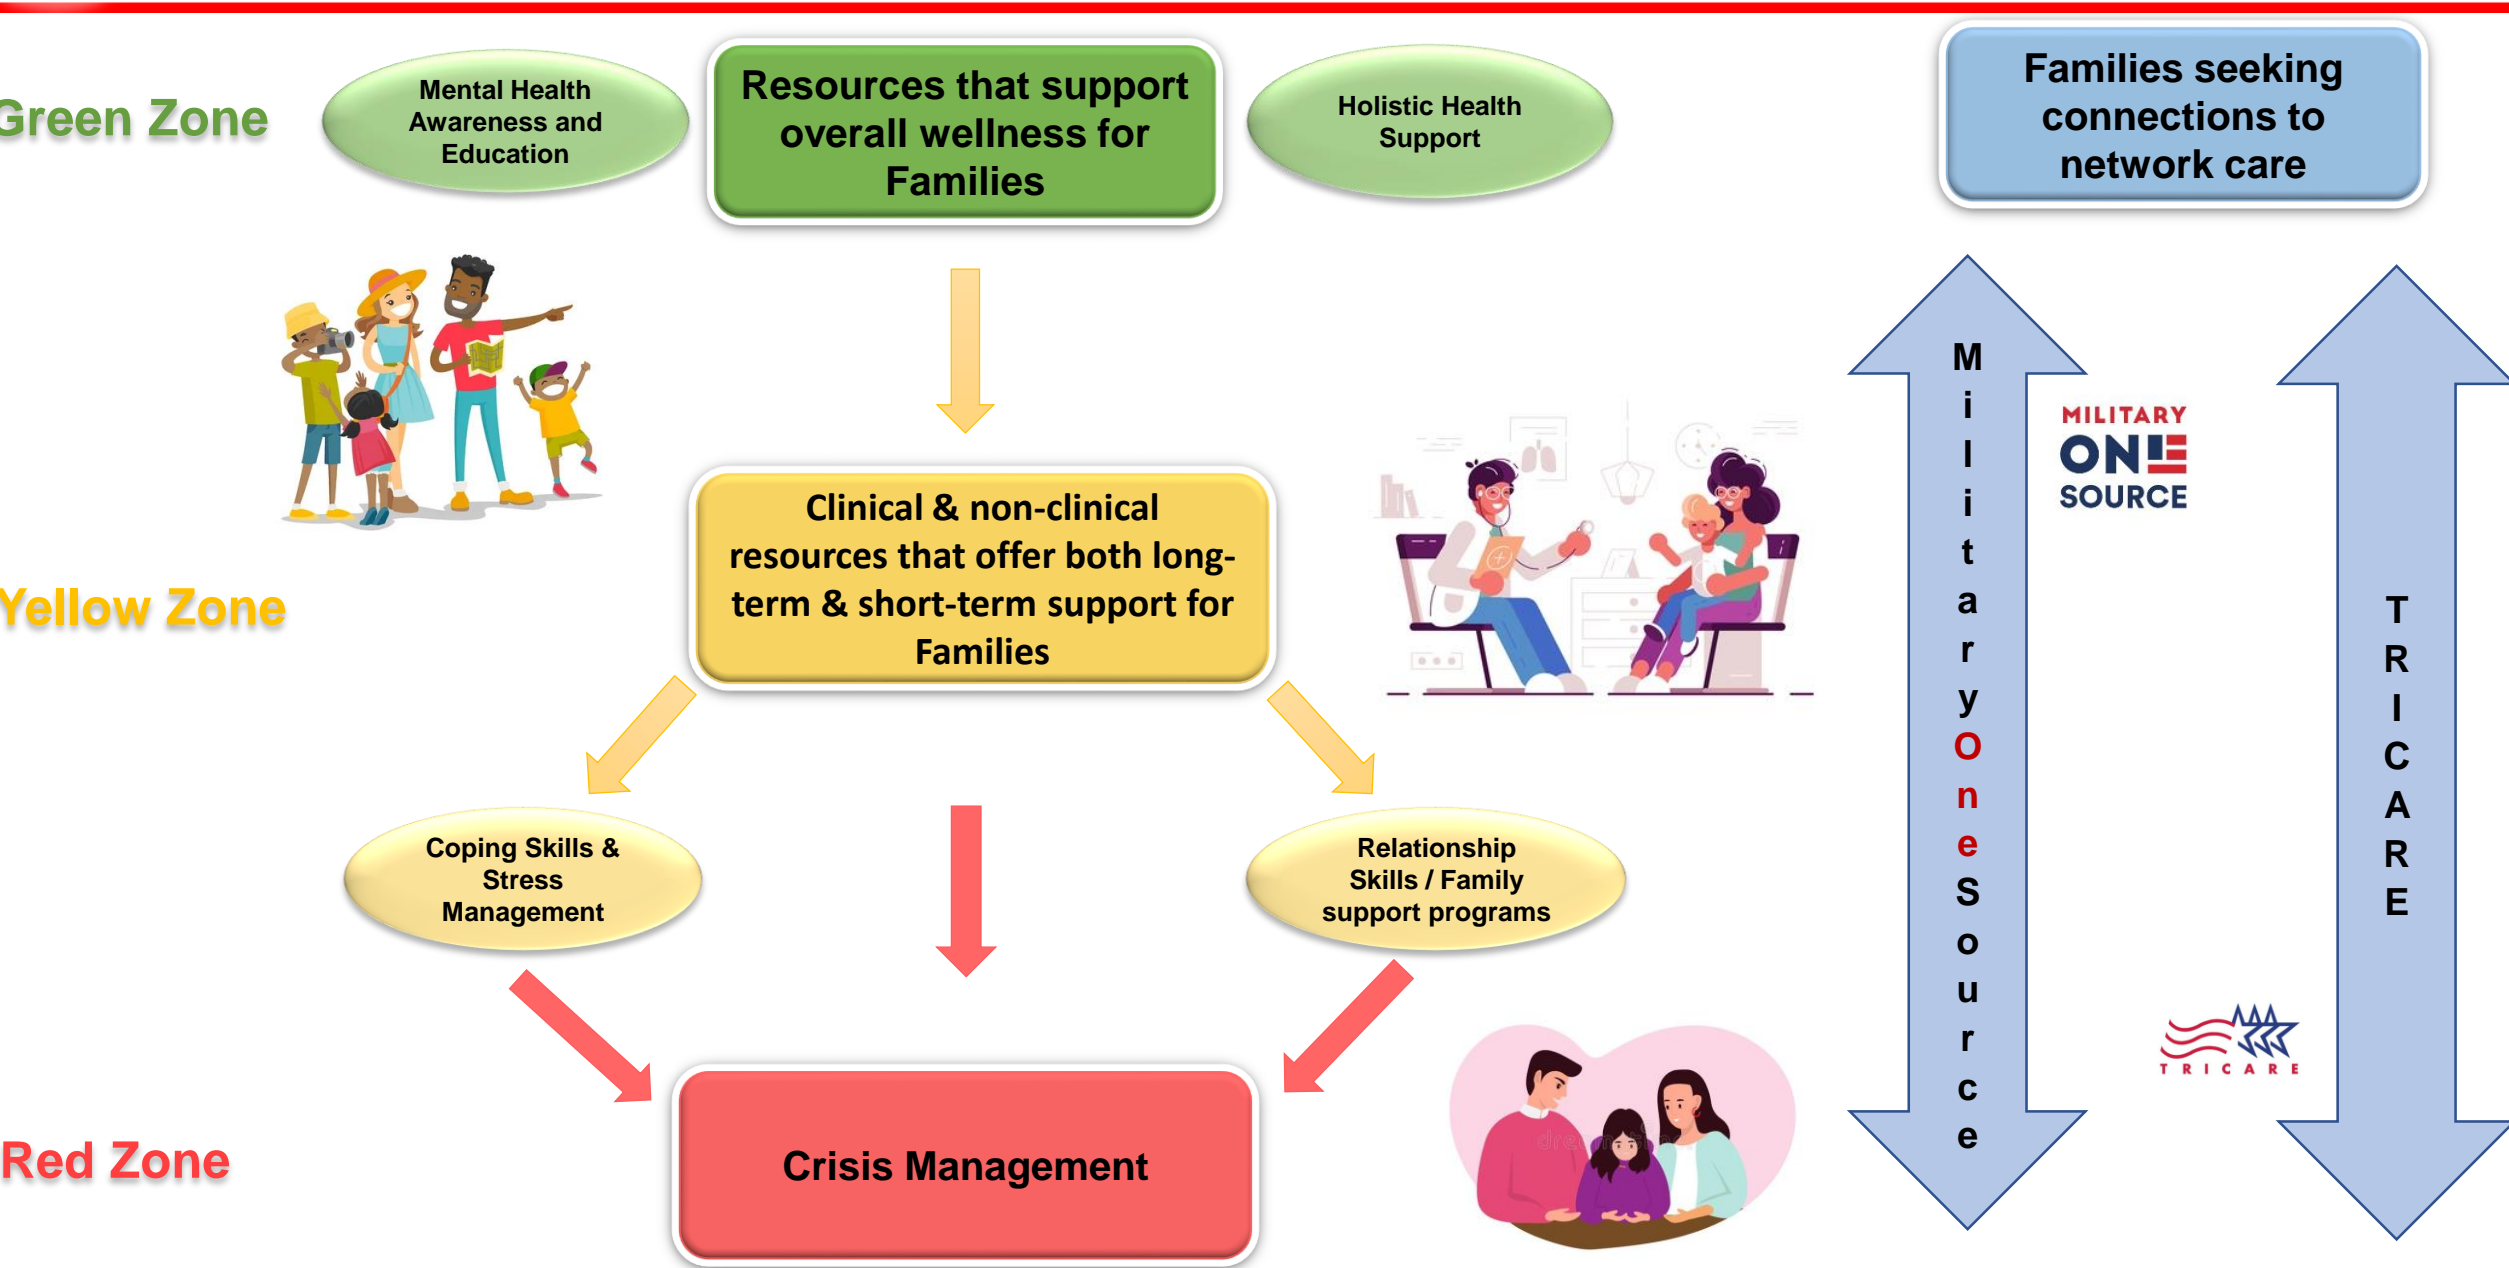 Green Zone
Mental Health
Awareness and
Education
Resources that support
overall wellness for
Families
Holistic Health
Support
Families seeking
connections to
network care
MilitaryOneSource
MILITARY
ONE
SOURCE
TRICARE
TRICARE
Yellow Zone
Clinical & non-clinical
resources that offer both long-
term & short-term support for
Families
Coping Skills &
Stress
Management
Relationship
Skills / Family
support programs
Red Zone
Crisis Management